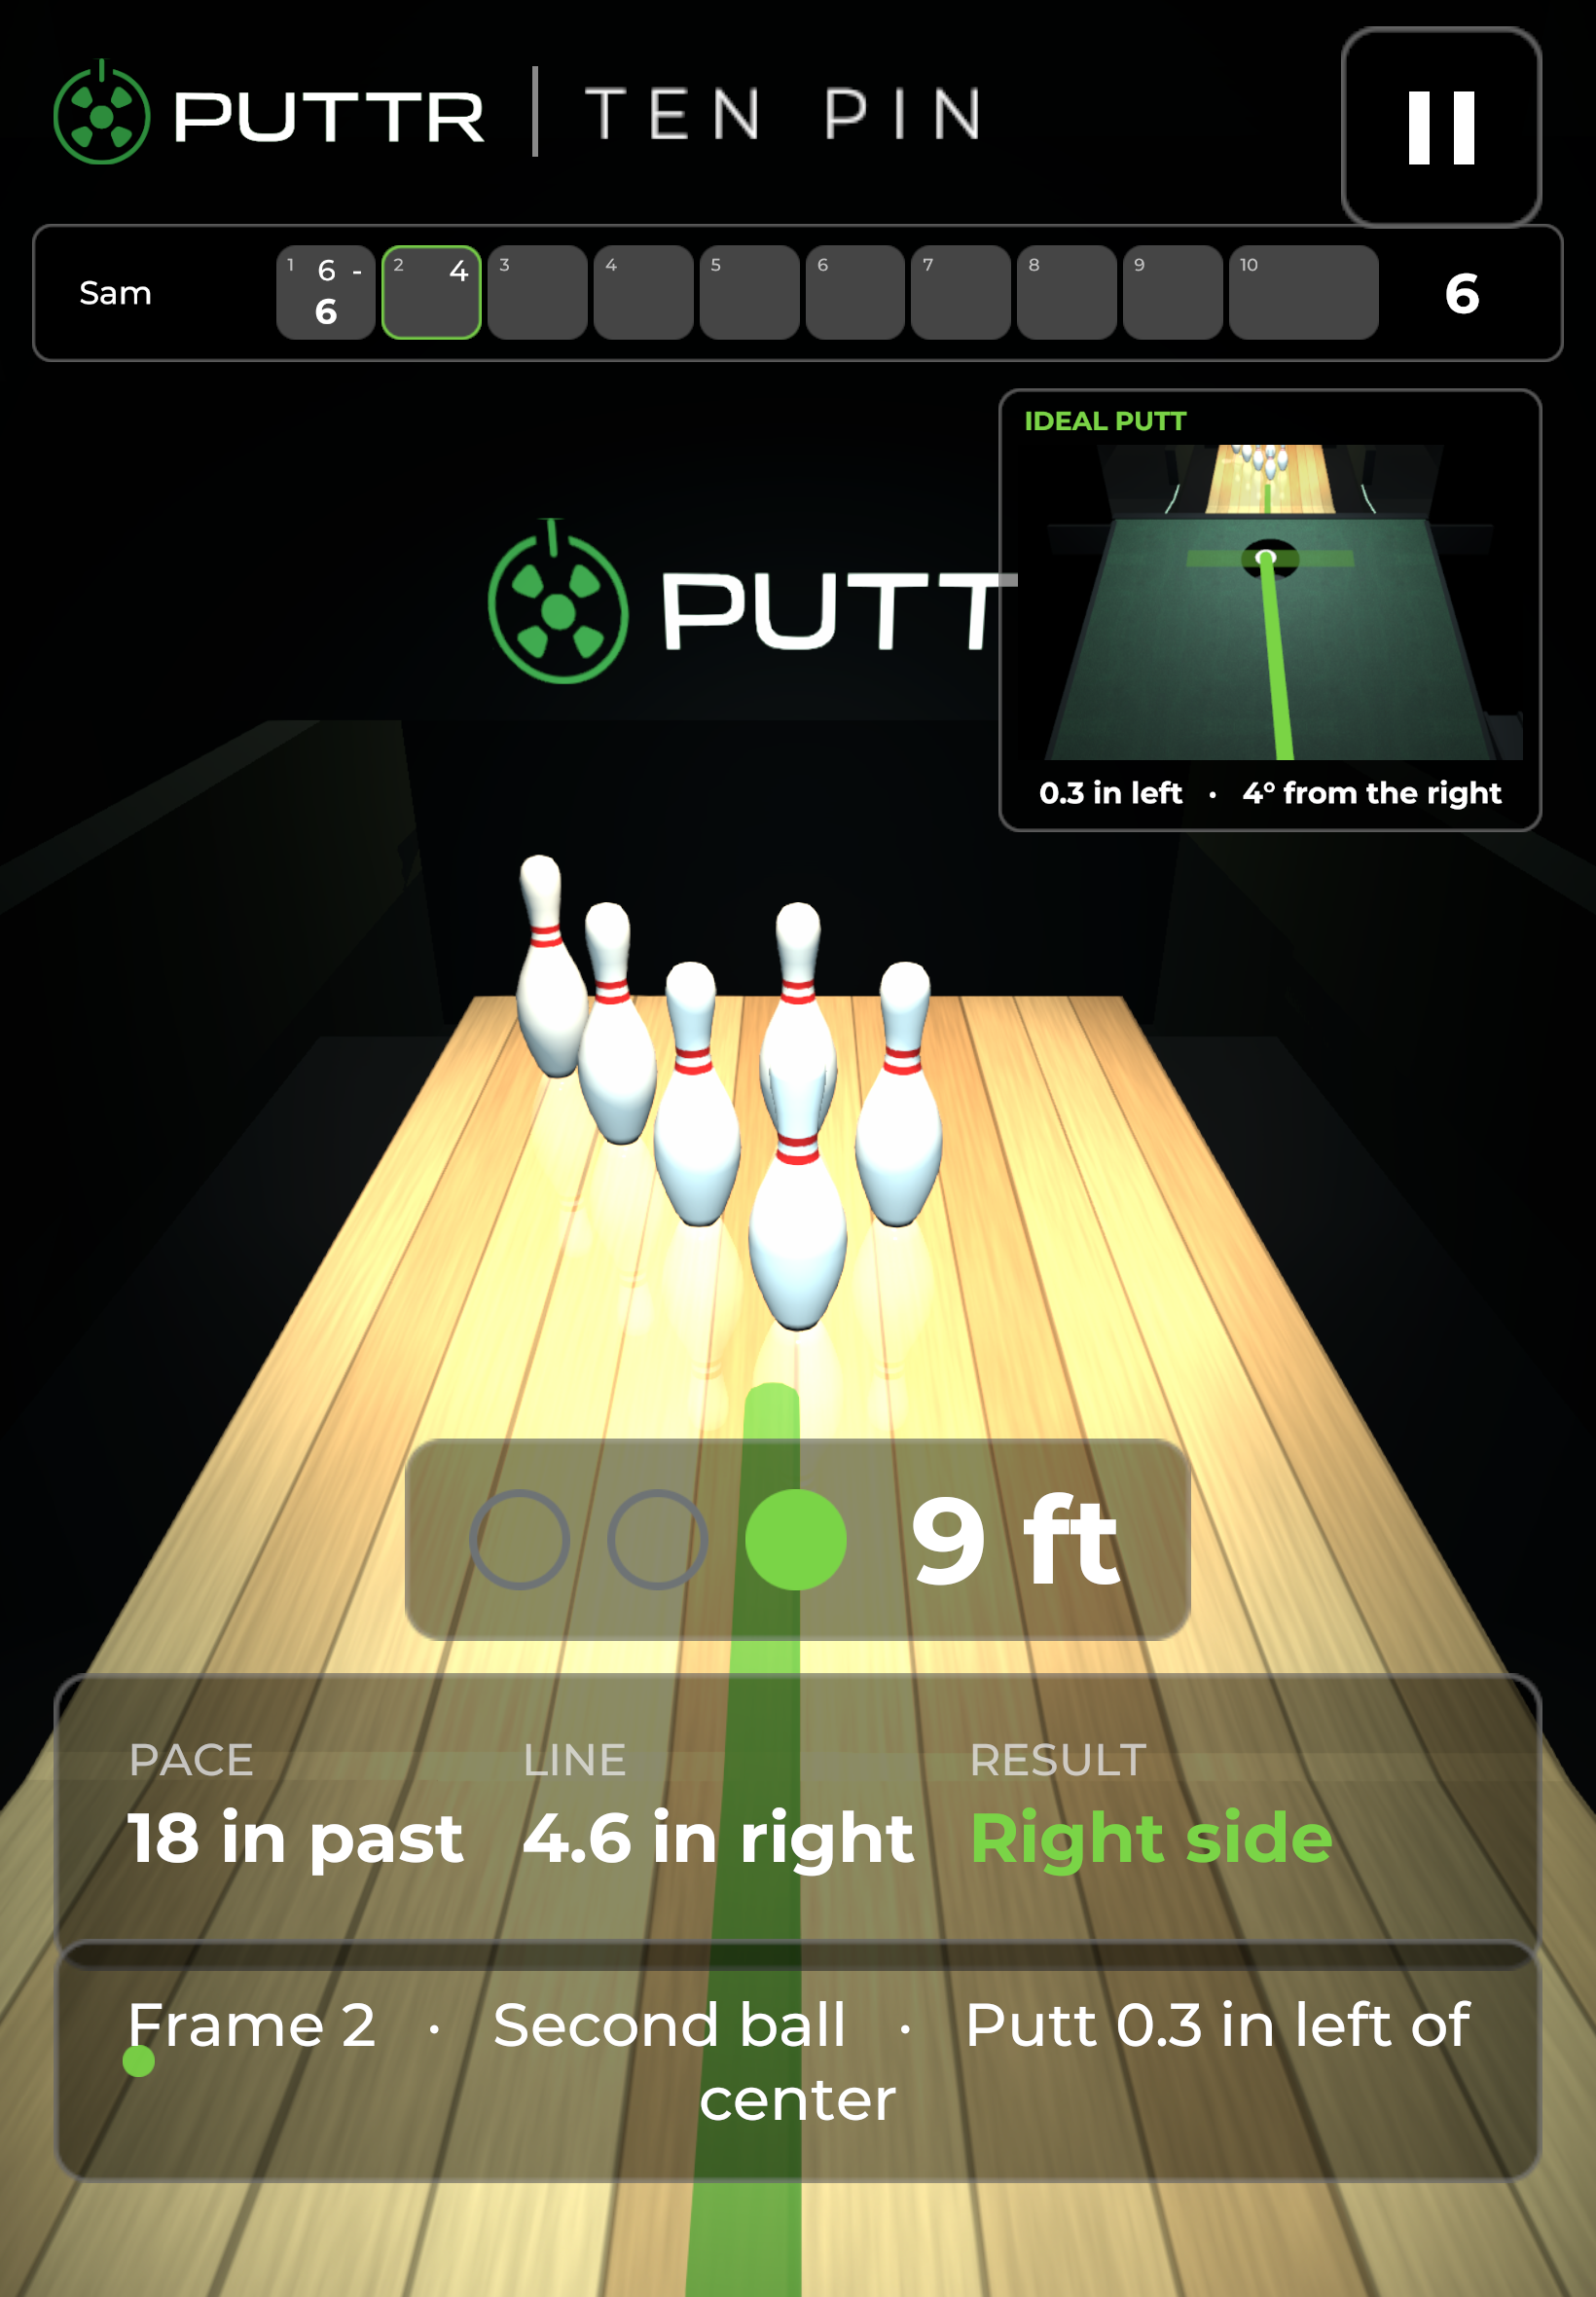 PUTTR | TEN PIN
Sam
1 6 -
6
2 4
3
4
5
6
7
8
9
10
6
IDEAL PUTT
0.3 in left · 4° from the right
PUTT
9 ft
PACE LINE RESULT
18 in past 4.6 in right Right side
Frame 2 · Second ball · Putt 0.3 in left of
center